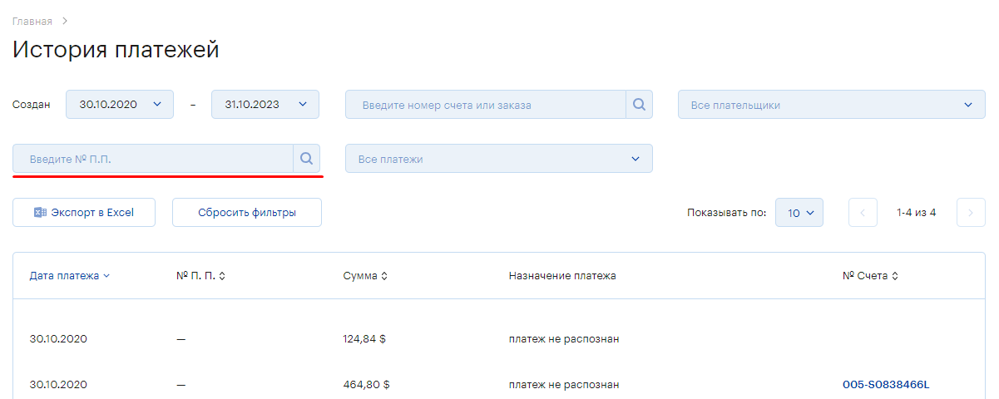 Главная
История платежей
Создан 30.10.2020 – 31.10.2023 Введите номер счета или заказа Все плательщики
Введите № П.П. Все платежи
Экспорт в Excel Сбросить фильтры Показывать по: 10 1-4 из 4
Дата платежа № П. П. Сумма Назначение платежа № Счета
30.10.2020 — 124,84 $ платеж не распознан
30.10.2020 — 464,80 $ платеж не распознан 005-S0838466L